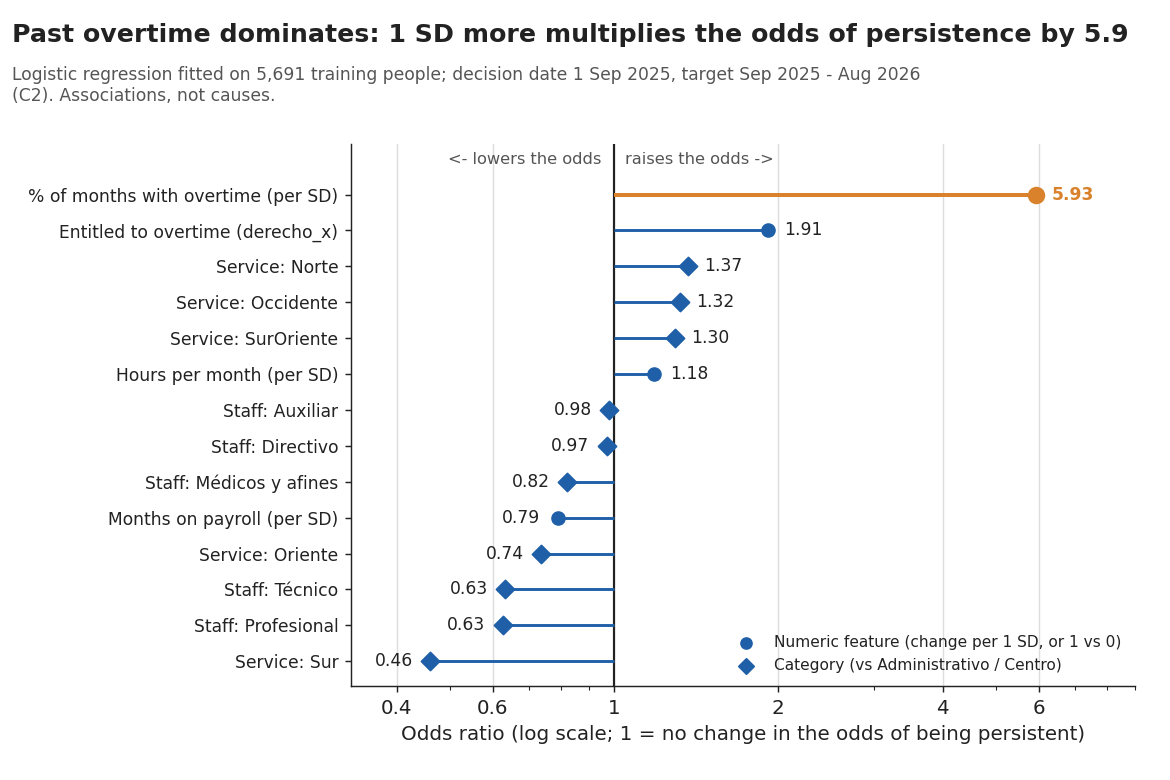 Past overtime dominates: 1 SD more multiplies the odds of persistence by 5.9
Logistic regression fitted on 5,691 training people; decision date 1 Sep 2025, target Sep 2025 - Aug 2026
(C2). Associations, not causes.
<- lowers the odds raises the odds ->
% of months with overtime (per SD) 5.93
Entitled to overtime (derecho_x) 1.91
Service: Norte 1.37
Service: Occidente 1.32
Service: SurOriente 1.30
Hours per month (per SD) 1.18
Staff: Auxiliar 0.98
Staff: Directivo 0.97
Staff: Médicos y afines 0.82
Months on payroll (per SD) 0.79
Service: Oriente 0.74
Staff: Técnico 0.63
Staff: Profesional 0.63
Service: Sur 0.46
Numeric feature (change per 1 SD, or 1 vs 0)
Category (vs Administrativo / Centro)
0.4 0.6 1 2 4 6
Odds ratio (log scale; 1 = no change in the odds of being persistent)